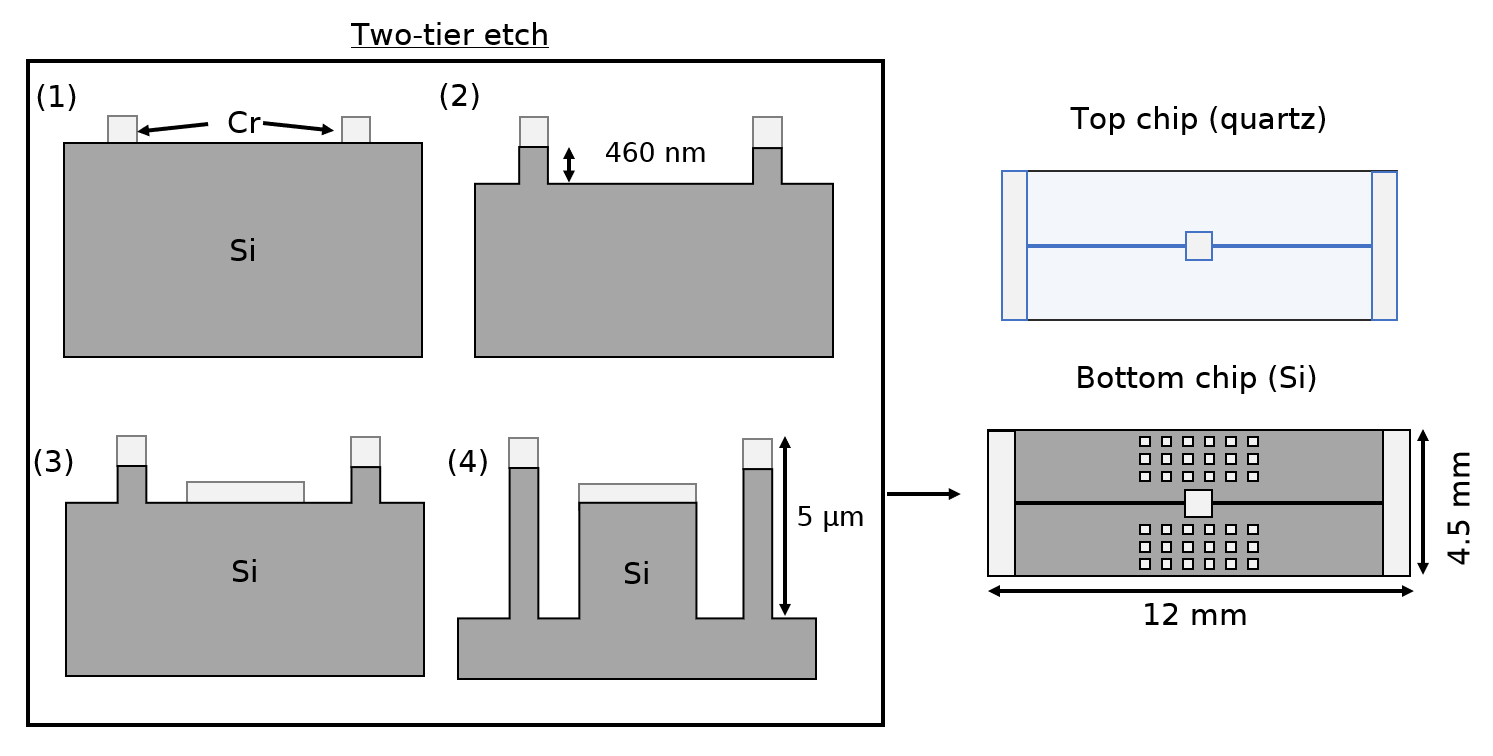 Two-tier etch
(1)
Cr
Si
(2)
460 nm
(3)
Si
(4)
Si
5 µm
Top chip (quartz)
Bottom chip (Si)
4.5 mm
12 mm